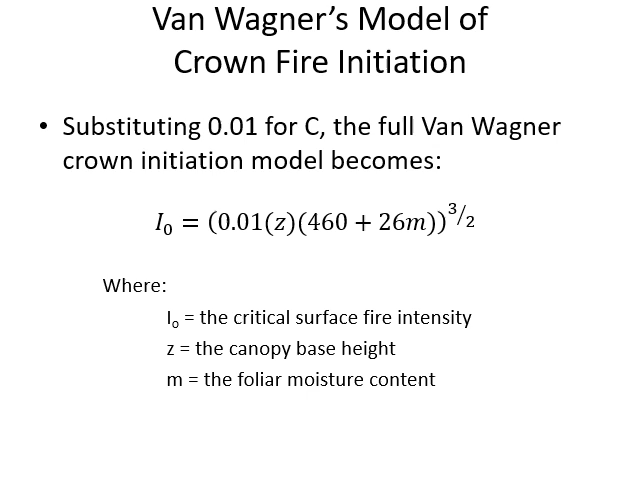 Van Wagner’s Model of
Crown Fire Initiation
• Substituting 0.01 for C, the full Van Wagner
crown initiation model becomes:
I₀ = (0.01(z)(460 + 26m))^3/2
Where:
Iₒ = the critical surface fire intensity
z = the canopy base height
m = the foliar moisture content